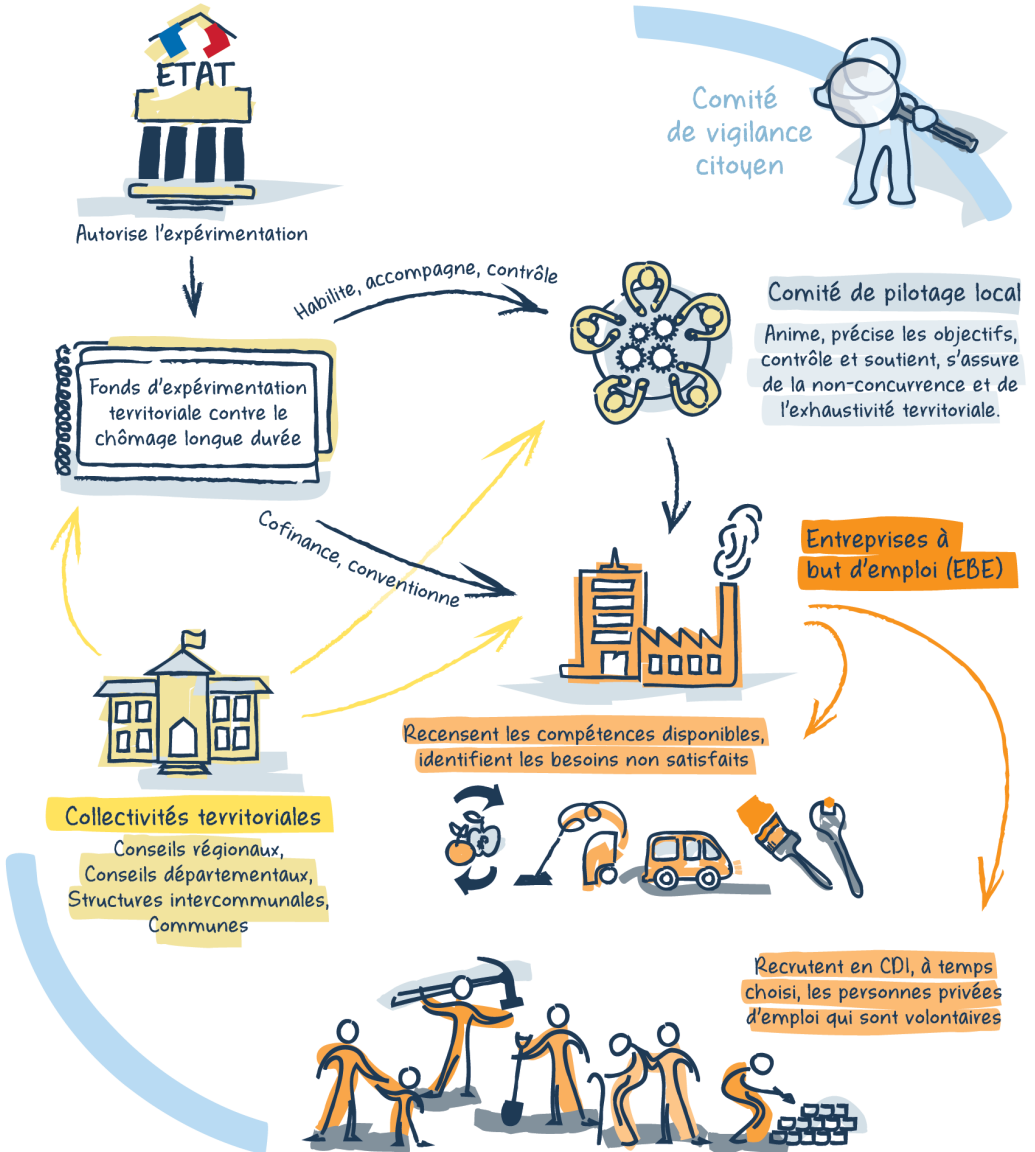 ETAT
Autorise l'expérimentation
Comité
de vigilance
citoyen
Habilite, accompagne, contrôle
Comité de pilotage local
Anime, précise les objectifs,
contrôle et soutient, s'assure
de la non-concurrence et de
l'exhaustivité territoriale.
Fonds d'expérimentation
territoriale contre le
chômage longue durée
Cofinance, conventionne
Entreprises à
but d'emploi (EBE)
Recensent les compétences disponibles,
identifient les besoins non satisfaits
Collectivités territoriales
Conseils régionaux,
Conseils départementaux,
Structures intercommunales,
Communes
Recrutent en CDI, à temps
choisi, les personnes privées
d'emploi qui sont volontaires